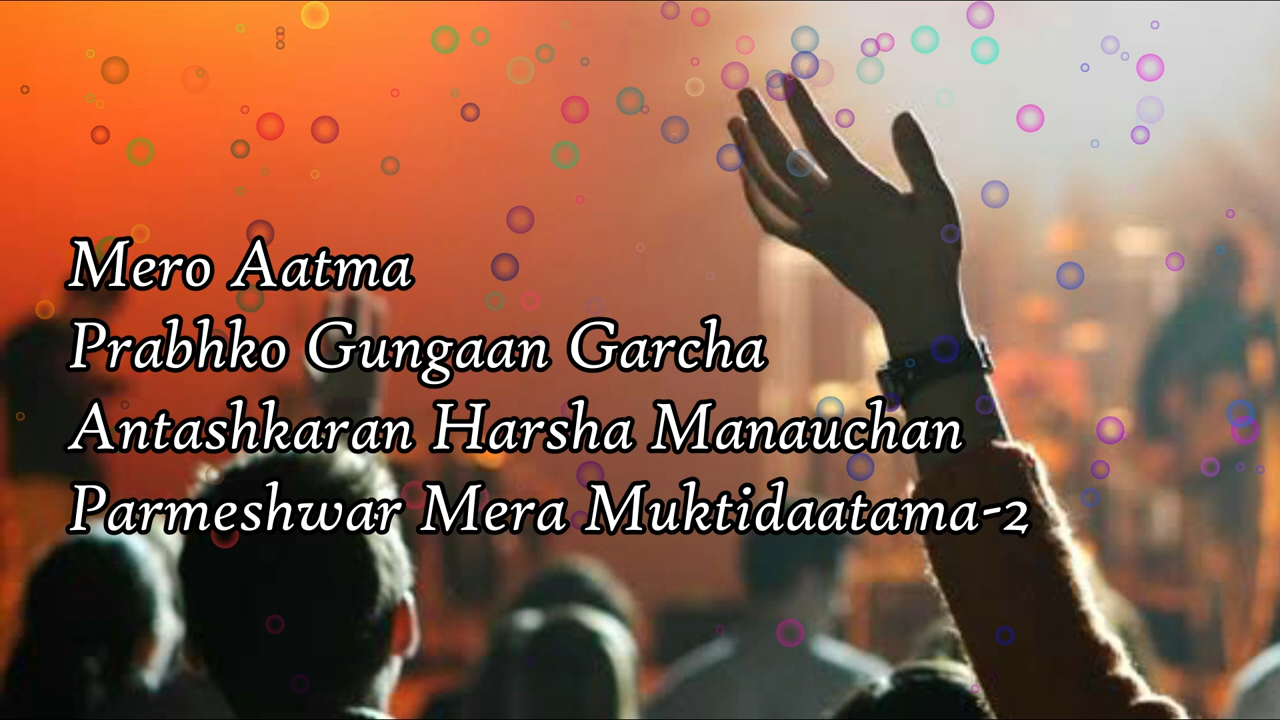 Mero Aatma
Prabhko Gungaan Garcha
Antashkaran Harsha Manauchan
Parmeshwar Mera Muktidaatama-2